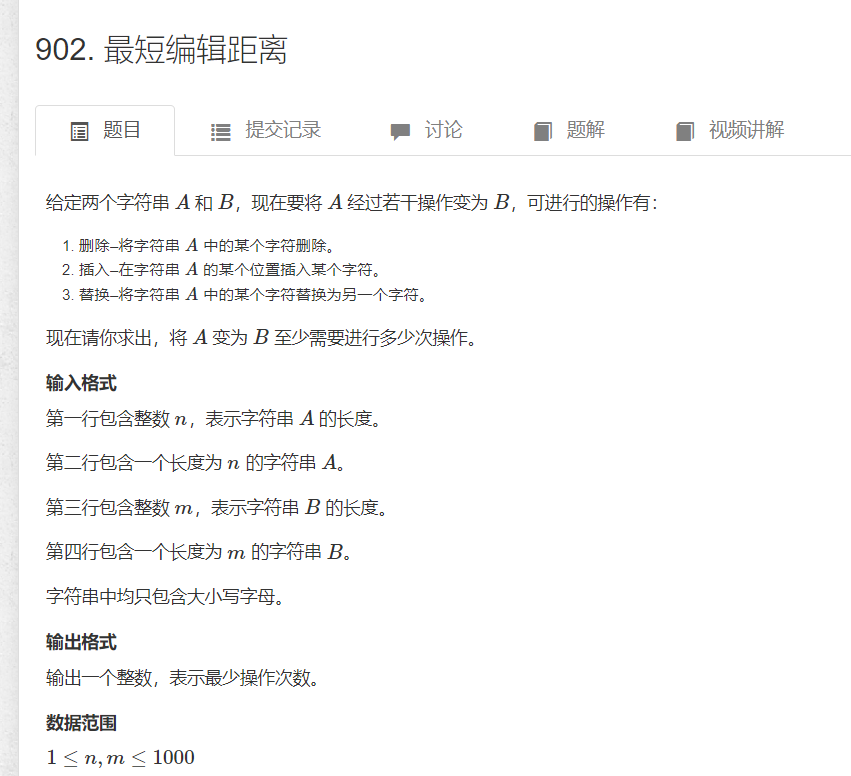 902. 最短编辑距离
题目 提交记录 讨论 题解 视频讲解
给定两个字符串 A 和 B，现在要将 A 经过若干操作变为 B，可进行的操作有：
1. 删除–将字符串 A 中的某个字符删除。
2. 插入–在字符串 A 的某个位置插入某个字符。
3. 替换–将字符串 A 中的某个字符替换为另一个字符。
现在请你求出，将 A 变为 B 至少需要进行多少次操作。
输入格式
第一行包含整数 n，表示字符串 A 的长度。
第二行包含一个长度为 n 的字符串 A。
第三行包含整数 m，表示字符串 B 的长度。
第四行包含一个长度为 m 的字符串 B。
字符串中均只包含大小写字母。
输出格式
输出一个整数，表示最少操作次数。
数据范围
1 ≤ n, m ≤ 1000